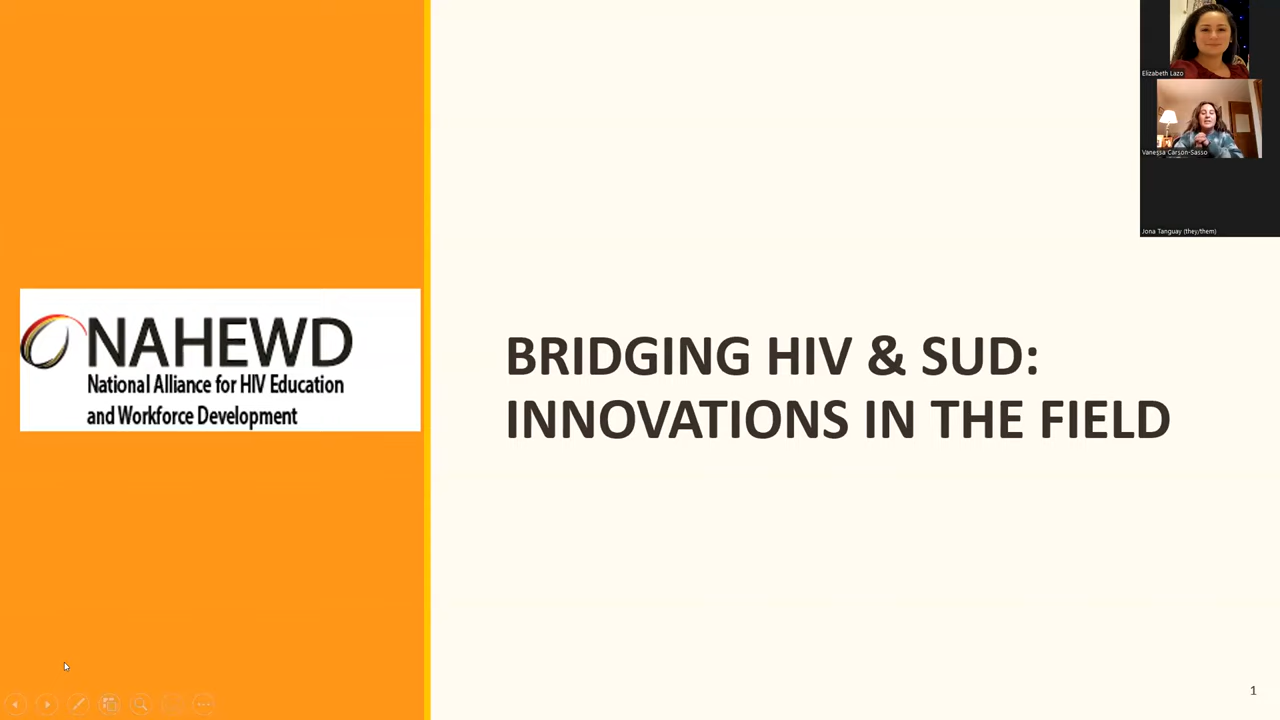 Elizabeth Lazo
Vanessa Carson-Sasso
Jona Tanguay (they/them)
NAHEWD
National Alliance for HIV Education
and Workforce Development
BRIDGING HIV & SUD:
INNOVATIONS IN THE FIELD
1